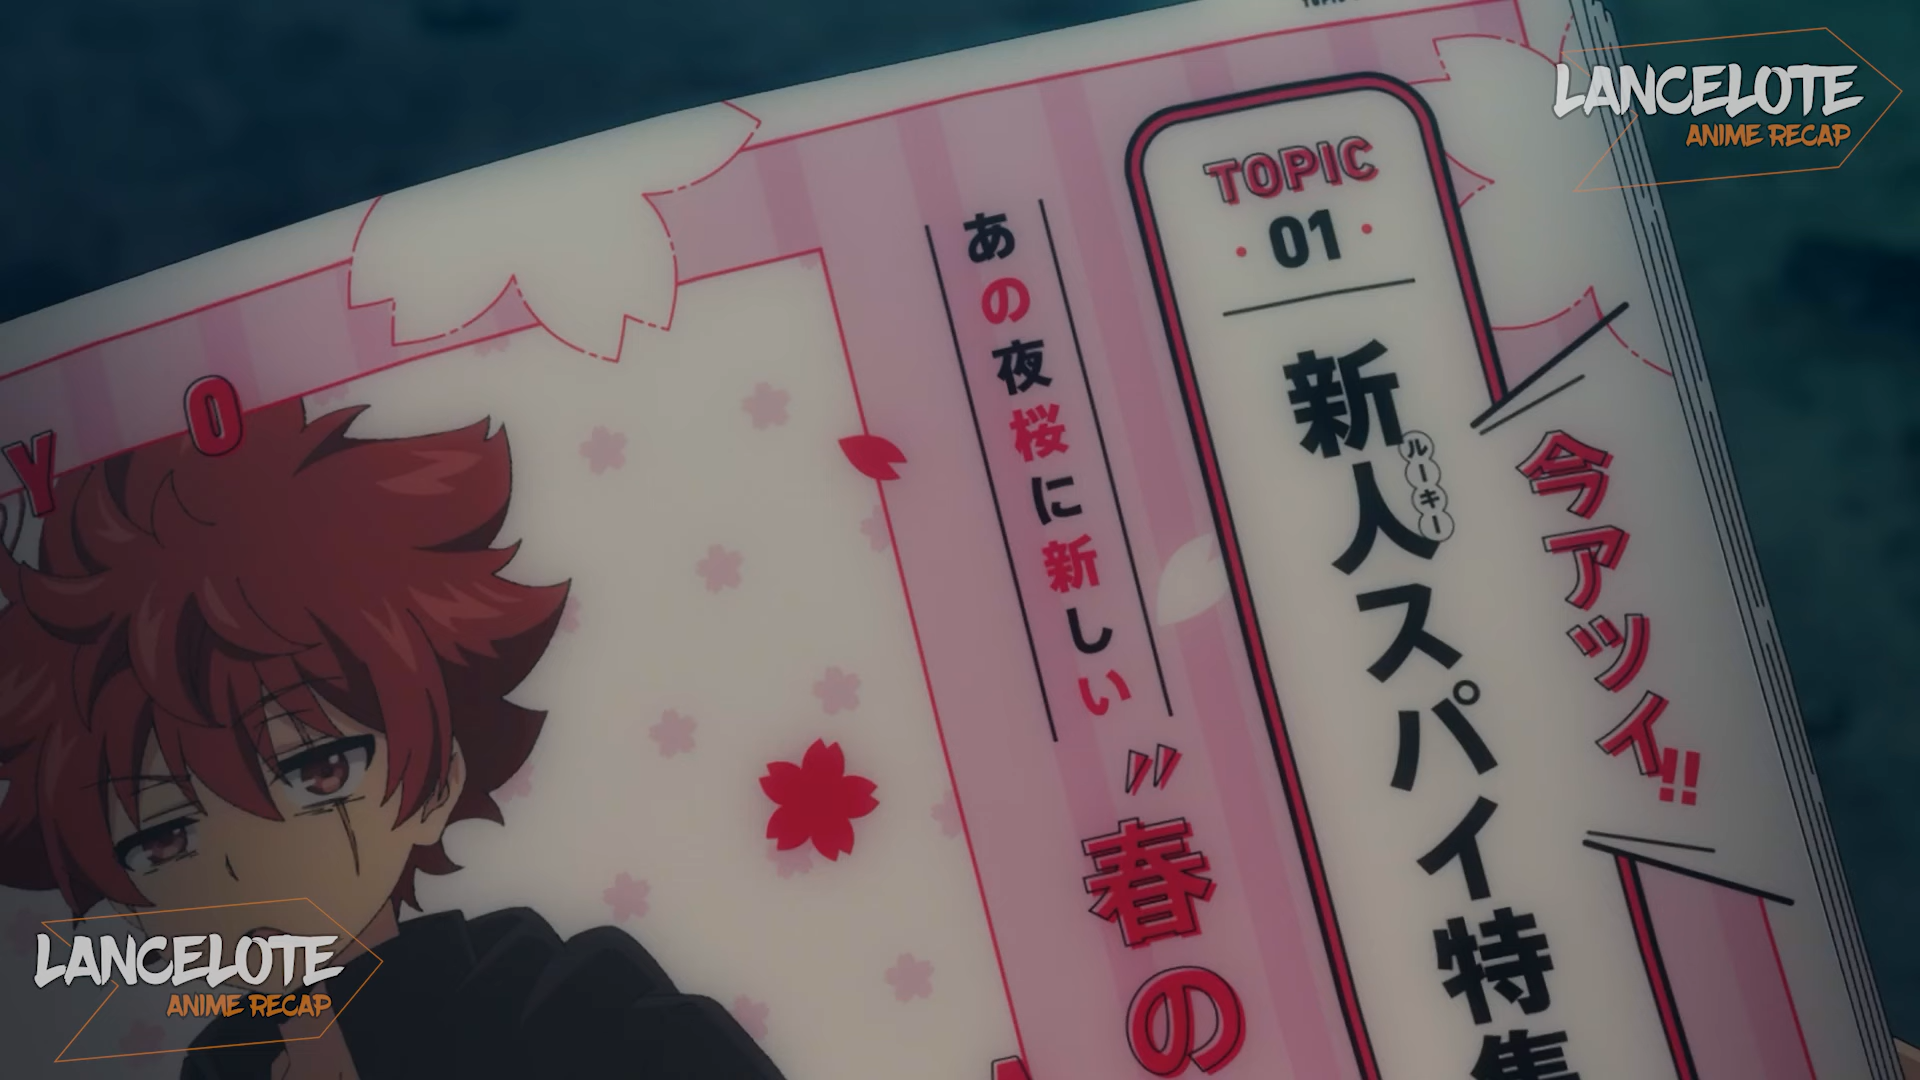 LANCELOTE
ANIME RECAP
TOPIC
01
今アツイ!!
新人スパイ特集
ルーキー
あの夜桜に新しい
〃春の
Y O
LANCELOTE
ANIME RECAP